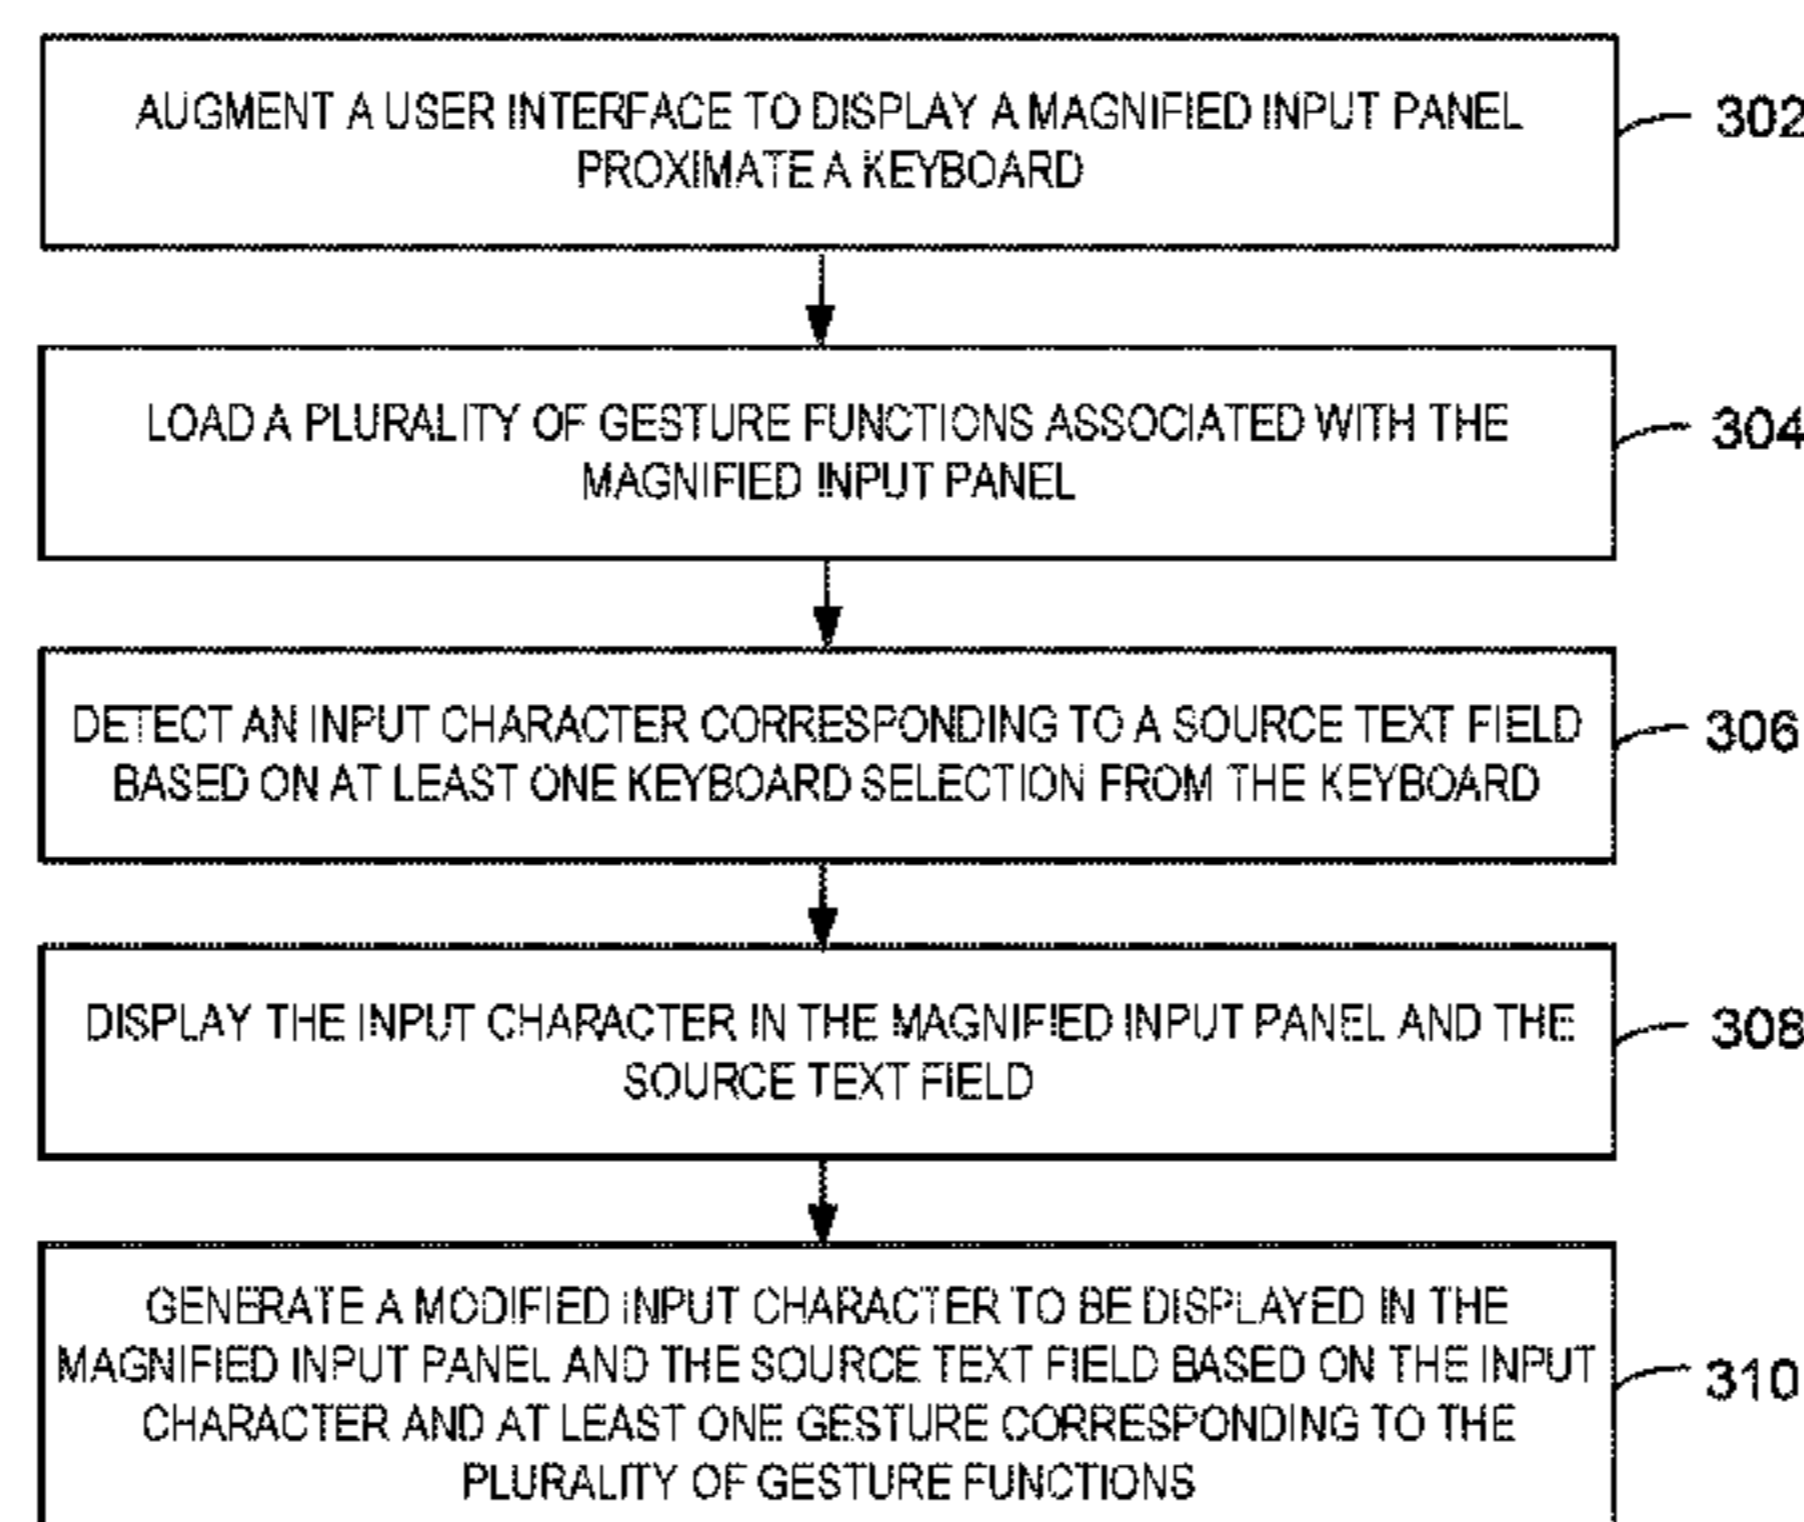 AUGMENT A USER INTERFACE TO DISPLAY A MAGNIFIED INPUT PANEL
PROXIMATE A KEYBOARD
302
LOAD A PLURALITY OF GESTURE FUNCTIONS ASSOCIATED WITH THE
MAGNIFIED INPUT PANEL
304
DETECT AN INPUT CHARACTER CORRESPONDING TO A SOURCE TEXT FIELD
BASED ON AT LEAST ONE KEYBOARD SELECTION FROM THE KEYBOARD
306
DISPLAY THE INPUT CHARACTER IN THE MAGNIFIED INPUT PANEL AND THE
SOURCE TEXT FIELD
308
GENERATE A MODIFIED INPUT CHARACTER TO BE DISPLAYED IN THE
MAGNIFIED INPUT PANEL AND THE SOURCE TEXT FIELD BASED ON THE INPUT
CHARACTER AND AT LEAST ONE GESTURE CORRESPONDING TO THE
PLURALITY OF GESTURE FUNCTIONS
310